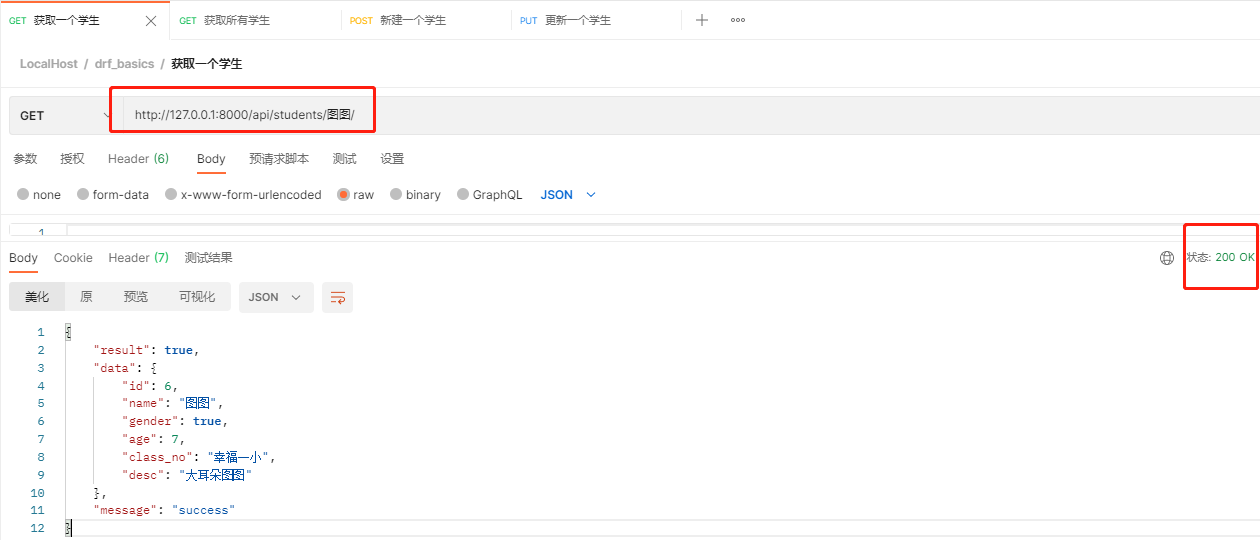 GET 获取一个学生 GET 获取所有学生 POST 新建一个学生 PUT 更新一个学生
LocalHost / drf_basics / 获取一个学生
GET http://127.0.0.1:8000/api/students/图图/
参数 授权 Header (6) Body 预请求脚本 测试 设置
none form-data x-www-form-urlencoded raw binary GraphQL JSON
1
Body Cookie Header (7) 测试结果 状态: 200 OK
美化 原 预览 可视化 JSON
1 {
2 "result": true,
3 "data": {
4 "id": 6,
5 "name": "图图",
6 "gender": true,
7 "age": 7,
8 "class_no": "幸福一小",
9 "desc": "大耳朵图图"
10 },
11 "message": "success"
12 }